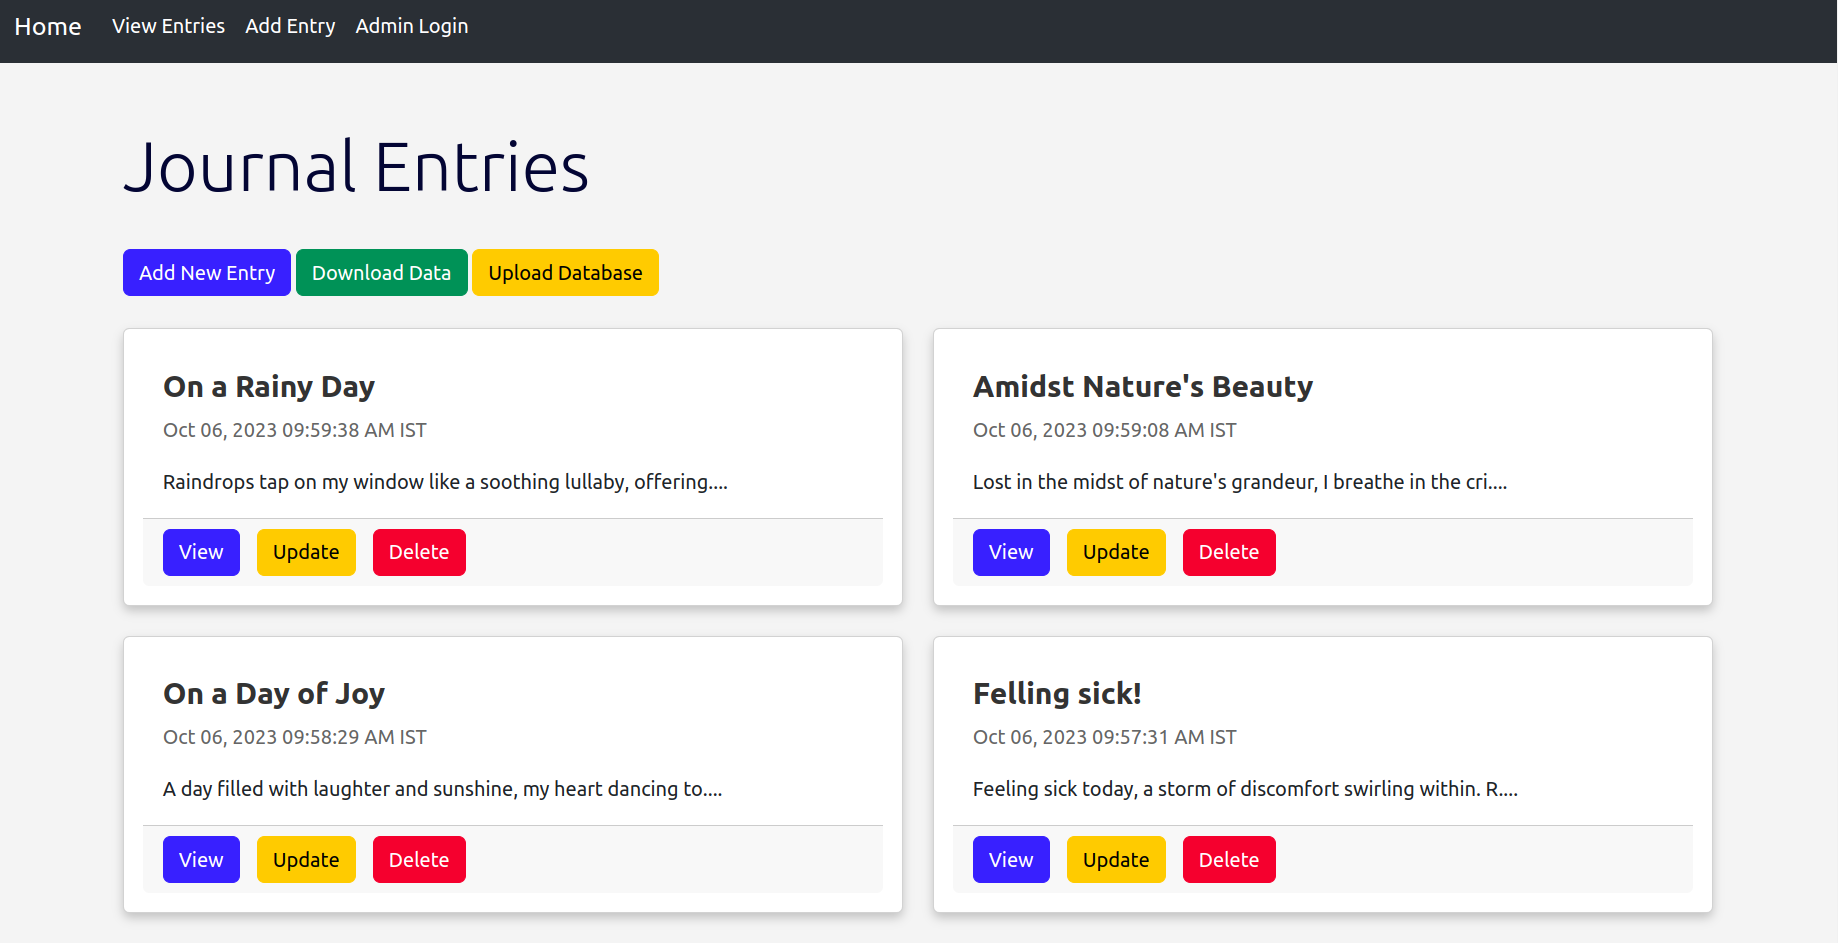 Home View Entries Add Entry Admin Login
Journal Entries
Add New Entry Download Data Upload Database
On a Rainy Day
Oct 06, 2023 09:59:38 AM IST
Raindrops tap on my window like a soothing lullaby, offering....
View Update Delete
Amidst Nature's Beauty
Oct 06, 2023 09:59:08 AM IST
Lost in the midst of nature's grandeur, I breathe in the cri....
View Update Delete
On a Day of Joy
Oct 06, 2023 09:58:29 AM IST
A day filled with laughter and sunshine, my heart dancing to....
View Update Delete
Felling sick!
Oct 06, 2023 09:57:31 AM IST
Feeling sick today, a storm of discomfort swirling within. R....
View Update Delete